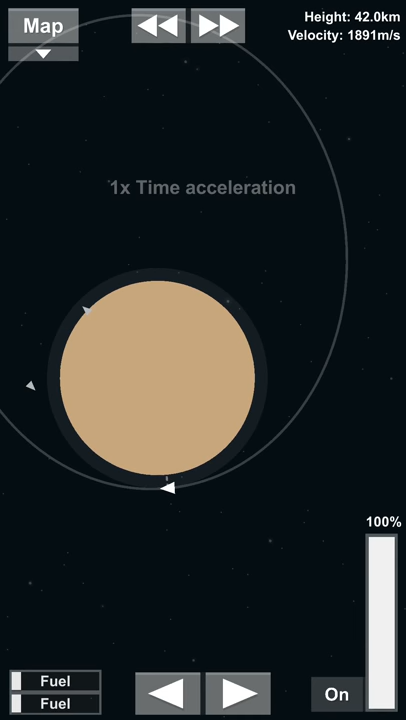 Map
Height: 42.0km
Velocity: 1891m/s
1x Time acceleration
100%
Fuel
Fuel
On